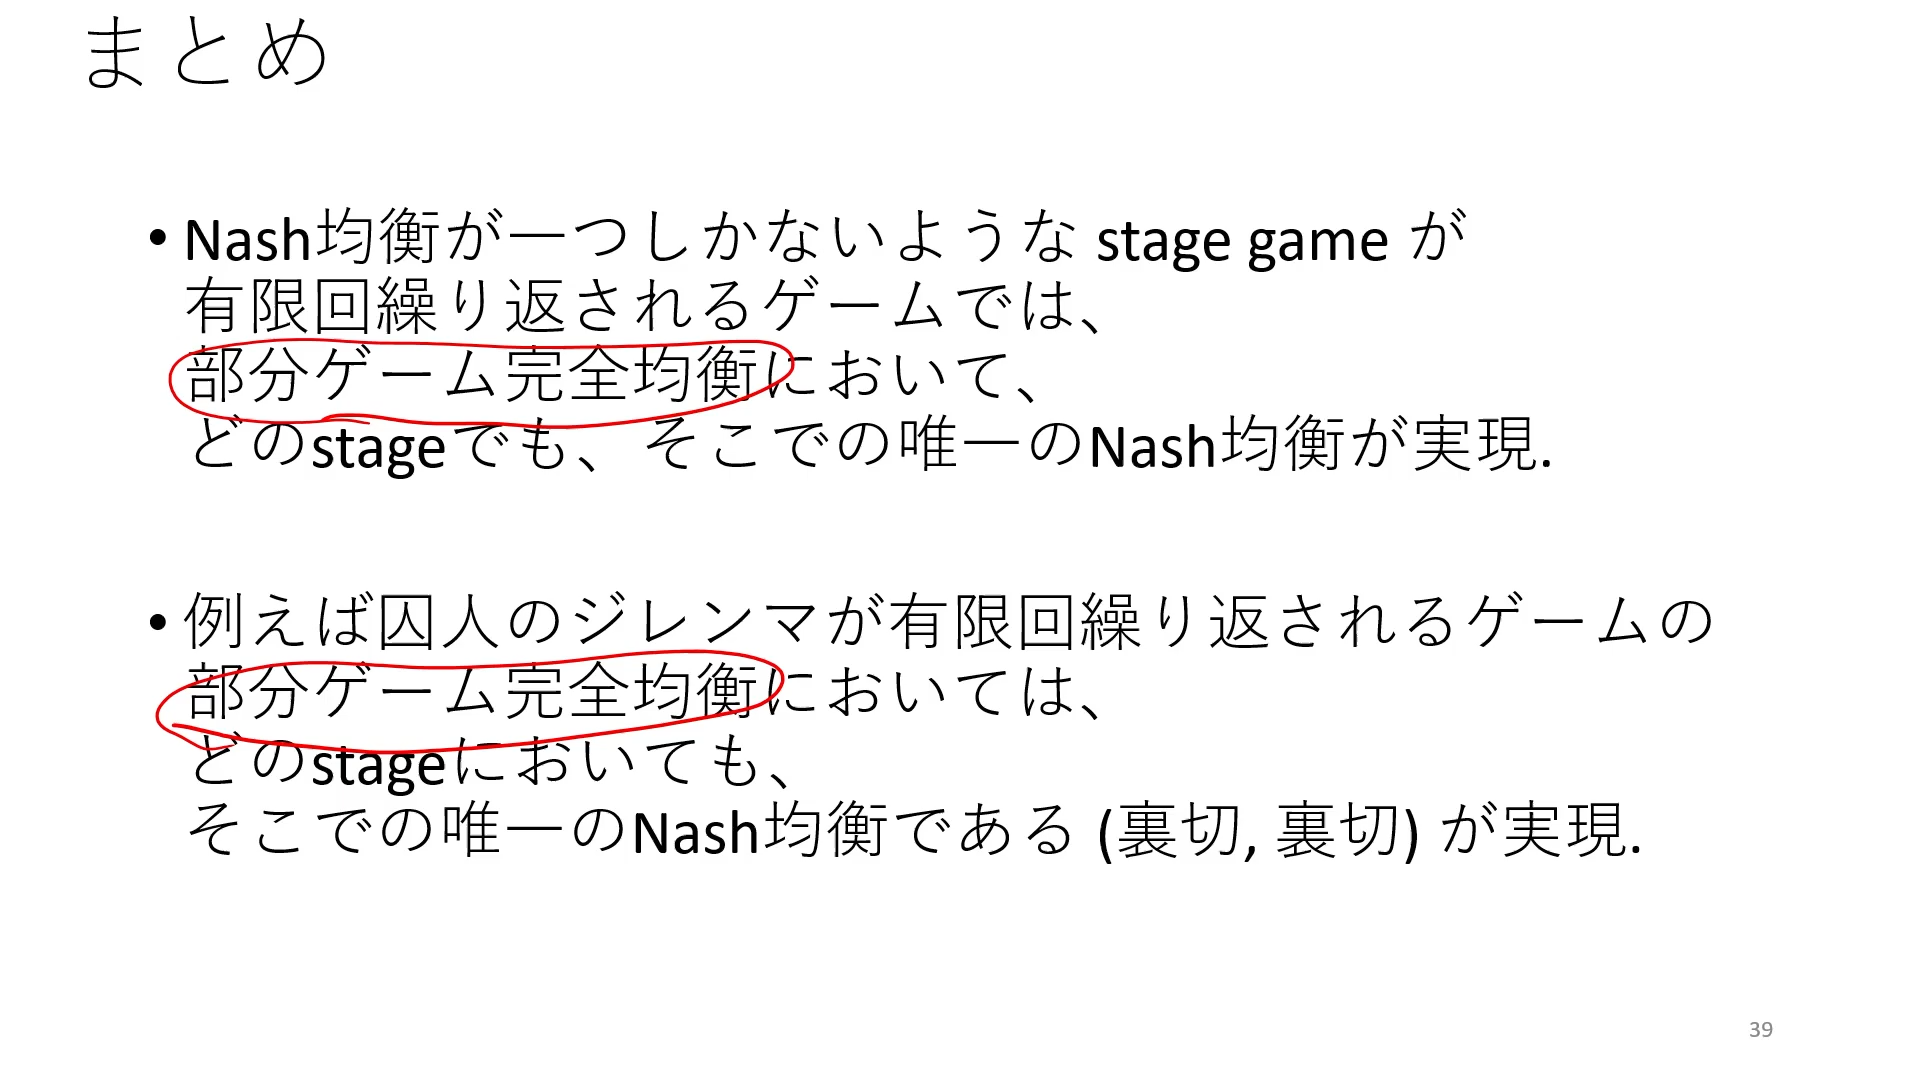 まとめ
• Nash均衡が一つしかないような stage game が
有限回繰り返されるゲームでは、
部分ゲーム完全均衡において、
どのstageでも、そこでの唯一のNash均衡が実現.
• 例えば囚人のジレンマが有限回繰り返されるゲームの
部分ゲーム完全均衡においては、
どのstageにおいても、
そこでの唯一のNash均衡である (裏切, 裏切) が実現.
39